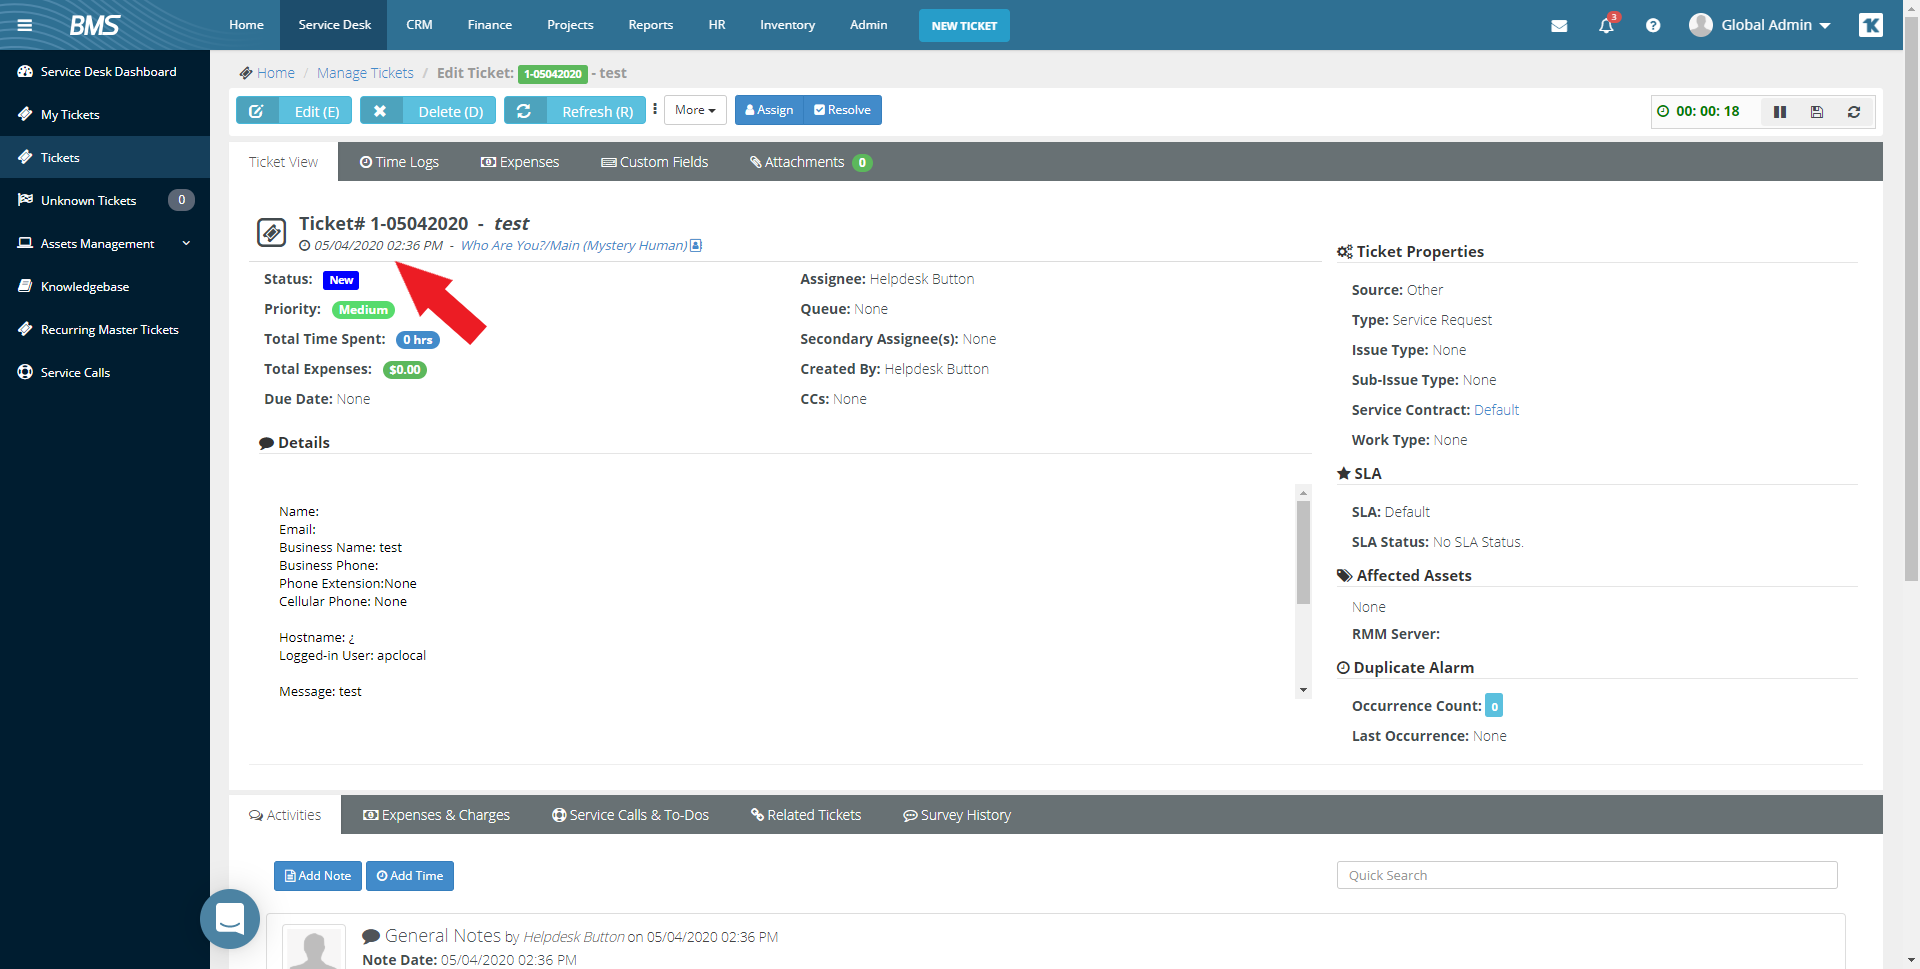 BMS
Home Service Desk CRM Finance Projects Reports HR Inventory Admin NEW TICKET 3 Global Admin
Service Desk Dashboard
My Tickets
Tickets
Unknown Tickets 0
Assets Management
Knowledgebase
Recurring Master Tickets
Service Calls
Home / Manage Tickets / Edit Ticket: 1-05042020 - test
Edit (E) Delete (D) Refresh (R) More Assign Resolve 00: 00: 18
Ticket View Time Logs Expenses Custom Fields Attachments 0
Ticket# 1-05042020 - test
05/04/2020 02:36 PM - Who Are You?/Main (Mystery Human)
Status: New
Priority: Medium
Total Time Spent: 0 hrs
Total Expenses: $0.00
Due Date: None
Assignee: Helpdesk Button
Queue: None
Secondary Assignee(s): None
Created By: Helpdesk Button
CCs: None
Details
Name:
Email:
Business Name: test
Business Phone:
Phone Extension:None
Cellular Phone: None
Hostname: ¿
Logged-in User: apclocal
Message: test
Ticket Properties
Source: Other
Type: Service Request
Issue Type: None
Sub-Issue Type: None
Service Contract: Default
Work Type: None
SLA
SLA: Default
SLA Status: No SLA Status.
Affected Assets
None
RMM Server:
Duplicate Alarm
Occurrence Count: 0
Last Occurrence: None
Activities Expenses & Charges Service Calls & To-Dos Related Tickets Survey History
Add Note Add Time Quick Search
General Notes by Helpdesk Button on 05/04/2020 02:36 PM
Note Date: 05/04/2020 02:36 PM